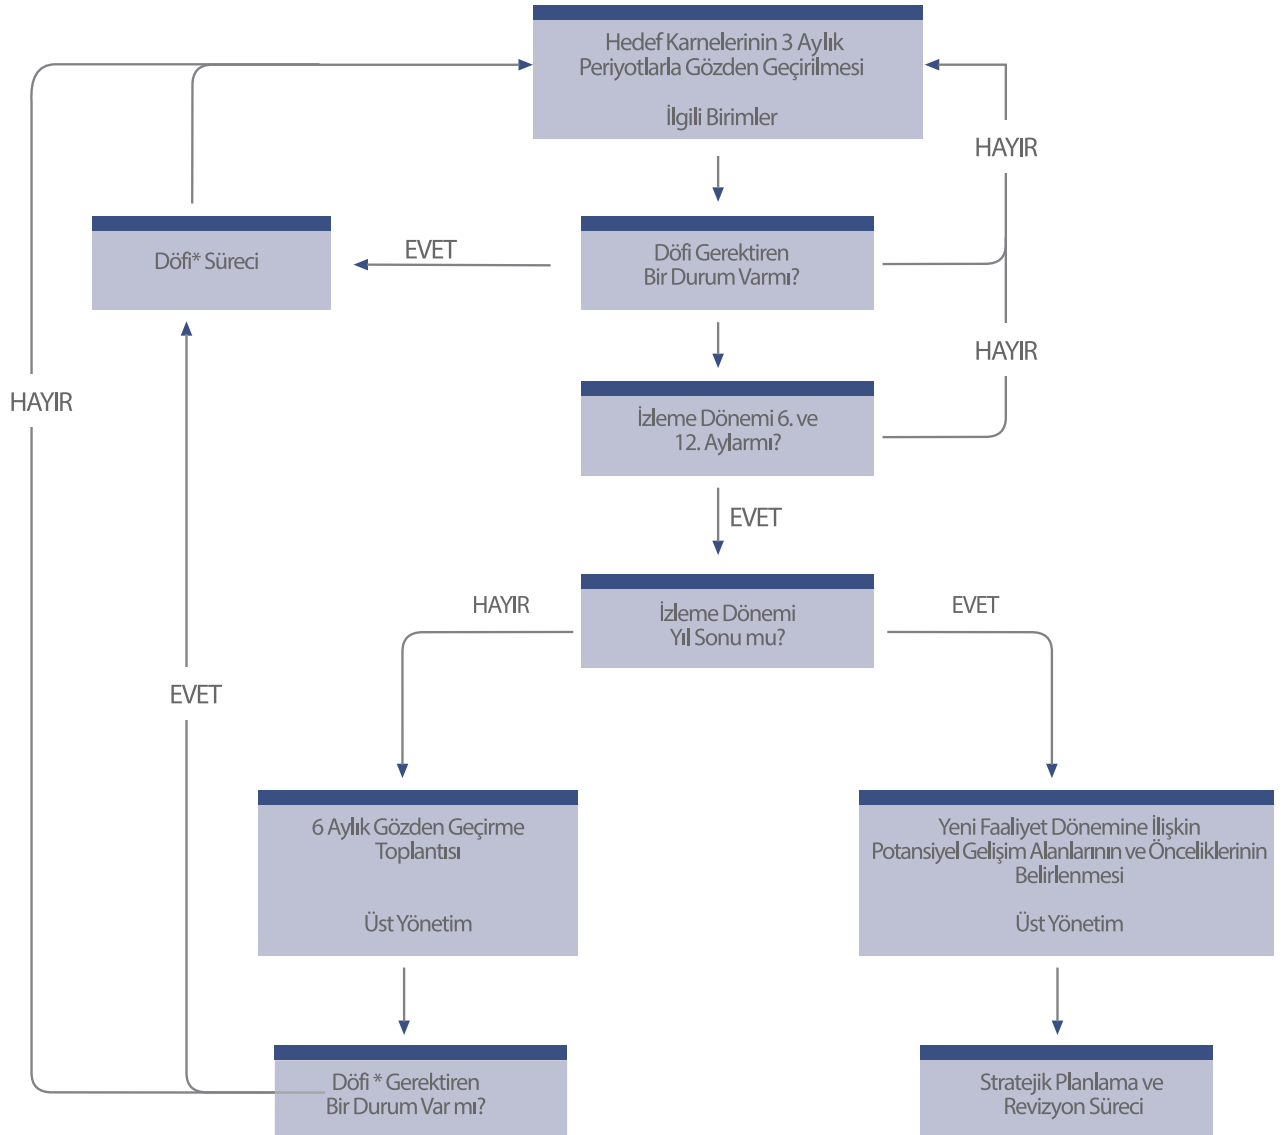 Hedef Karnelerinin 3 Aylık
Periyotlarla Gözden Geçirilmesi
İlgili Birimler
HAYIR
Döfi* Süreci
EVET
Döfi Gerektiren
Bir Durum Varmı?
HAYIR
HAYIR
İzleme Dönemi 6. ve
12. Aylarmı?
EVET
HAYIR
İzleme Dönemi
Yıl Sonu mu?
EVET
EVET
6 Aylık Gözden Geçirme
Toplantısı
Üst Yönetim
Yeni Faaliyet Dönemine İlişkin
Potansiyel Gelişim Alanlarının ve Önceliklerinin
Belirlenmesi
Üst Yönetim
Döfi * Gerektiren
Bir Durum Var mı?
Stratejik Planlama ve
Revizyon Süreci